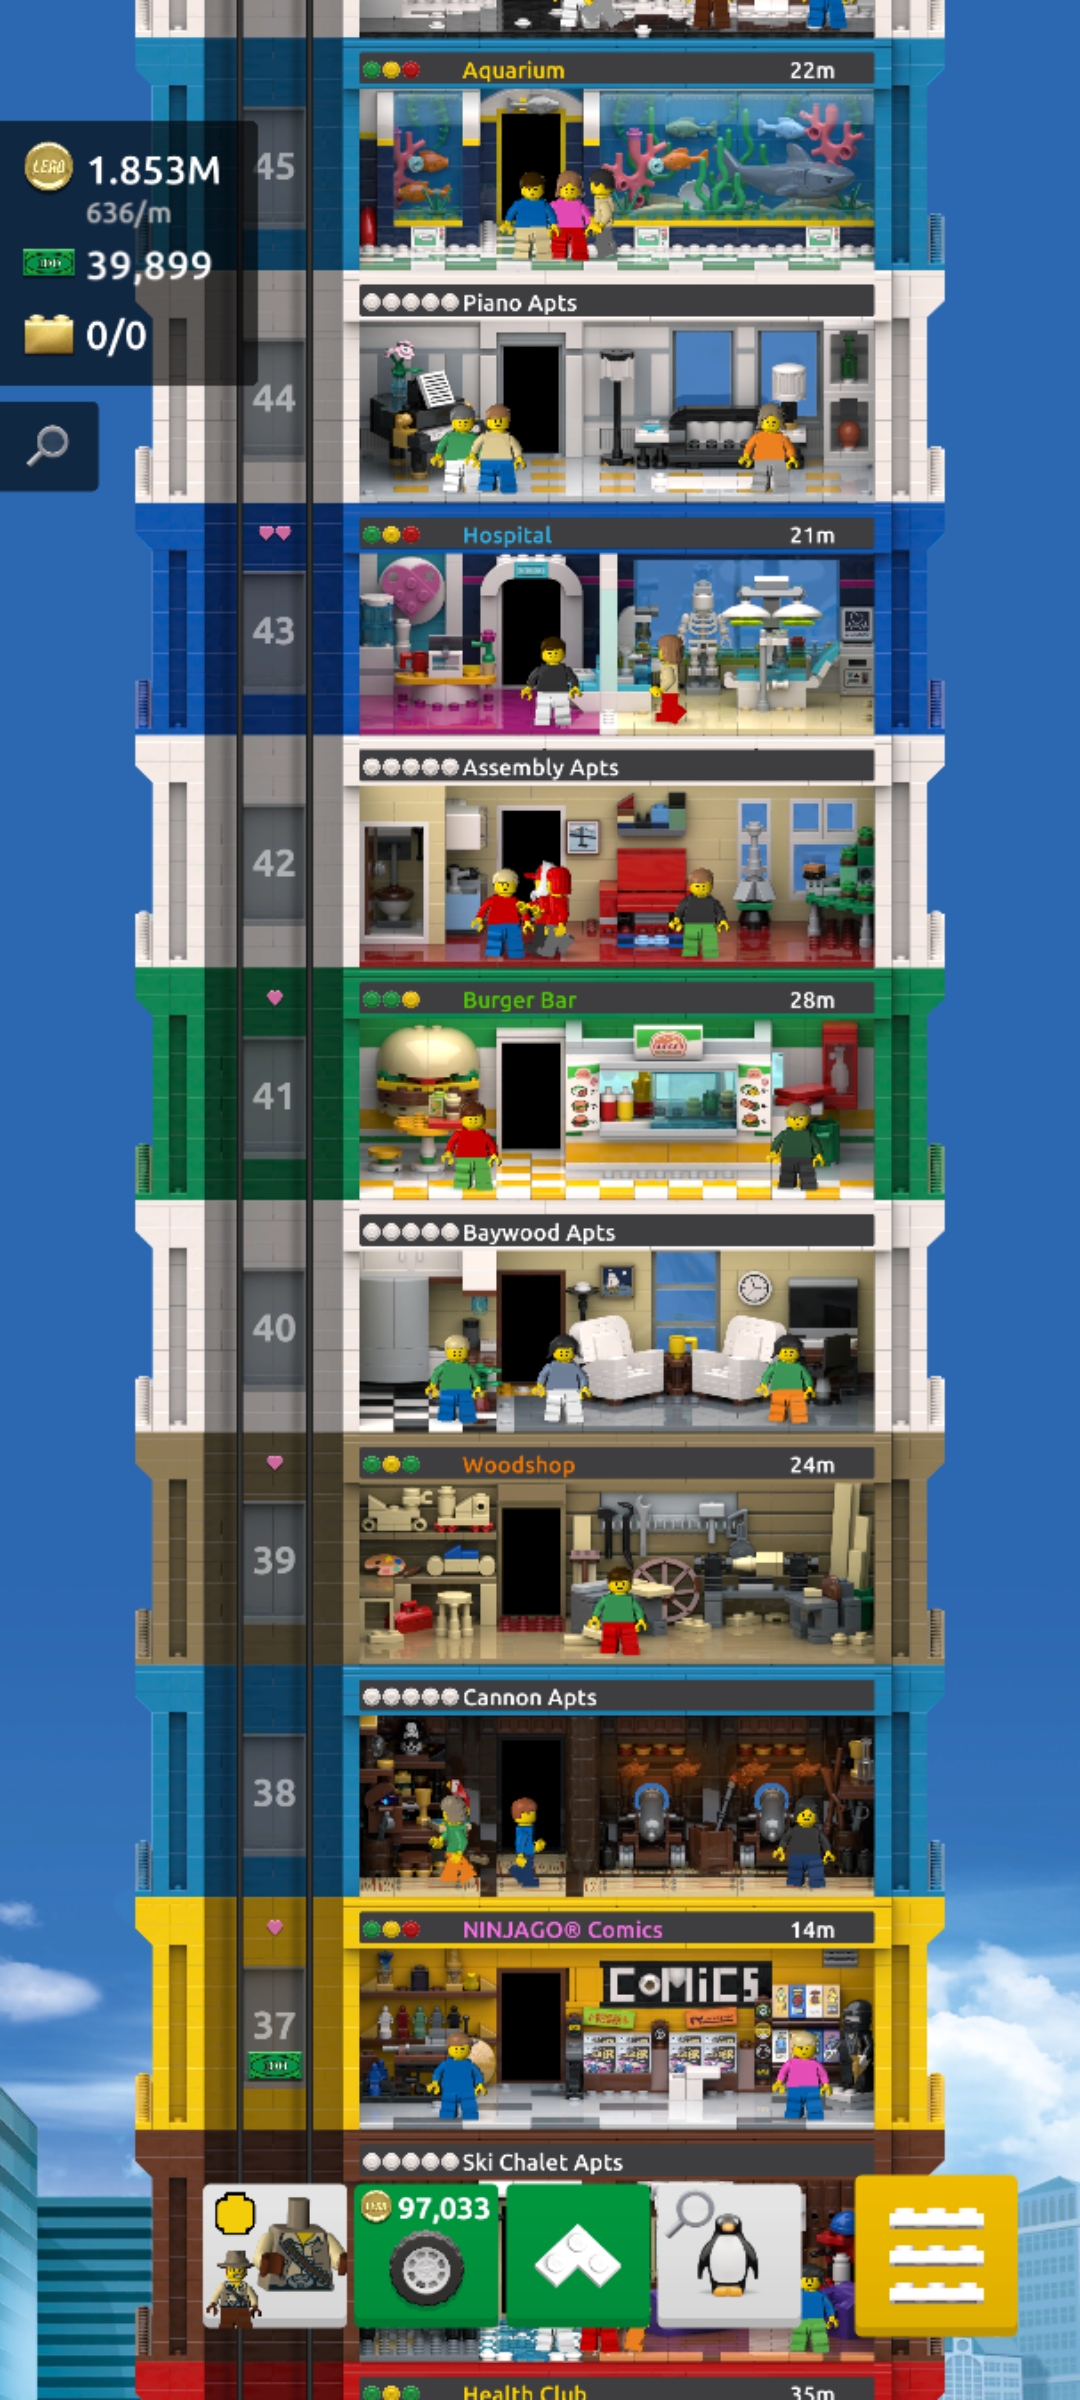 Aquarium 22m
45
LEGO 1.853M
636/m
39,899
0/0
Piano Apts
44
Hospital 21m
43
Assembly Apts
42
Burger Bar 28m
41
Baywood Apts
40
Woodshop 24m
39
Cannon Apts
38
NINJAGO® Comics 14m
COMiCS
37
Ski Chalet Apts
97,033
Health Club 35m